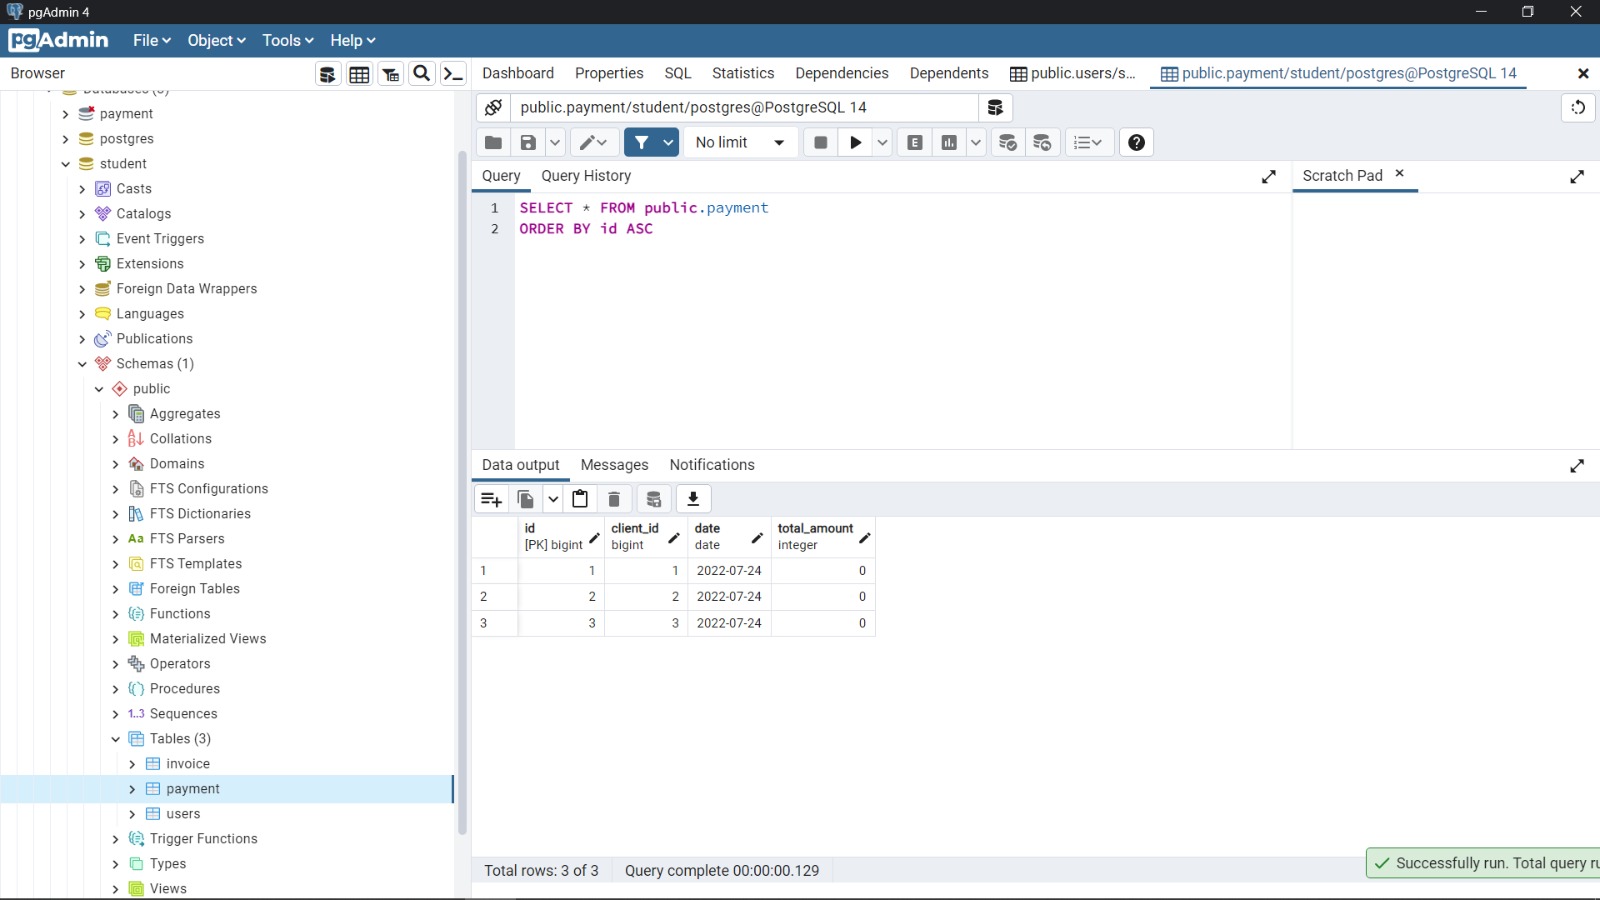 pgAdmin 4
pgAdmin File Object Tools Help
Browser
Dashboard Properties SQL Statistics Dependencies Dependents public.users/s... public.payment/student/postgres@PostgreSQL 14
Databases (3)
payment
postgres
student
Casts
Catalogs
Event Triggers
Extensions
Foreign Data Wrappers
Languages
Publications
Schemas (1)
public
Aggregates
Collations
Domains
FTS Configurations
FTS Dictionaries
Aa FTS Parsers
FTS Templates
Foreign Tables
Functions
Materialized Views
Operators
Procedures
1..3 Sequences
Tables (3)
invoice
payment
users
Trigger Functions
Types
Views
public.payment/student/postgres@PostgreSQL 14
No limit E
Query Query History Scratch Pad
1 SELECT * FROM public.payment
2 ORDER BY id ASC
Data output Messages Notifications
id client_id date total_amount
[PK] bigint bigint date integer
1 1 1 2022-07-24 0
2 2 2 2022-07-24 0
3 3 3 2022-07-24 0
Total rows: 3 of 3 Query complete 00:00:00.129
Successfully run. Total query ru